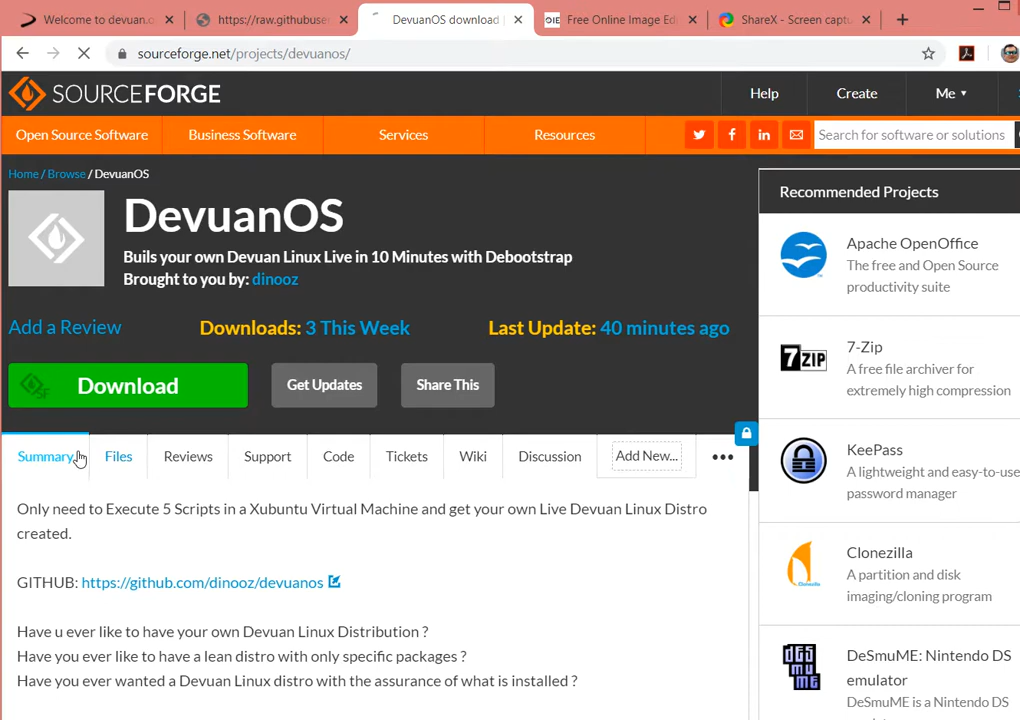 Welcome to devuan.o
https://raw.githubuser
DevuanOS download
Free Online Image Edi
ShareX - Screen captu
sourceforge.net/projects/devuanos/
SOURCEFORGE
Help
Create
Me
Open Source Software
Business Software
Services
Resources
Search for software or solutions
Home / Browse / DevuanOS
DevuanOS
Buils your own Devuan Linux Live in 10 Minutes with Debootstrap
Brought to you by: dinooz
Add a Review
Downloads: 3 This Week
Last Update: 40 minutes ago
SF
Download
Get Updates
Share This
Summary
Files
Reviews
Support
Code
Tickets
Wiki
Discussion
Add New...
Only need to Execute 5 Scripts in a Xubuntu Virtual Machine and get your own Live Devuan Linux Distro
created.
GITHUB: https://github.com/dinooz/devuanos
Have u ever like to have your own Devuan Linux Distribution ?
Have you ever like to have a lean distro with only specific packages ?
Have you ever wanted a Devuan Linux distro with the assurance of what is installed ?
Recommended Projects
Apache OpenOffice
The free and Open Source
productivity suite
7ZIP
7-Zip
A free file archiver for
extremely high compression
KeePass
A lightweight and easy-to-use
password manager
Clonezilla
Clonezilla
A partition and disk
imaging/cloning program
DeSmuME: Nintendo DS
emulator
DeSmuME is a Nintendo DS